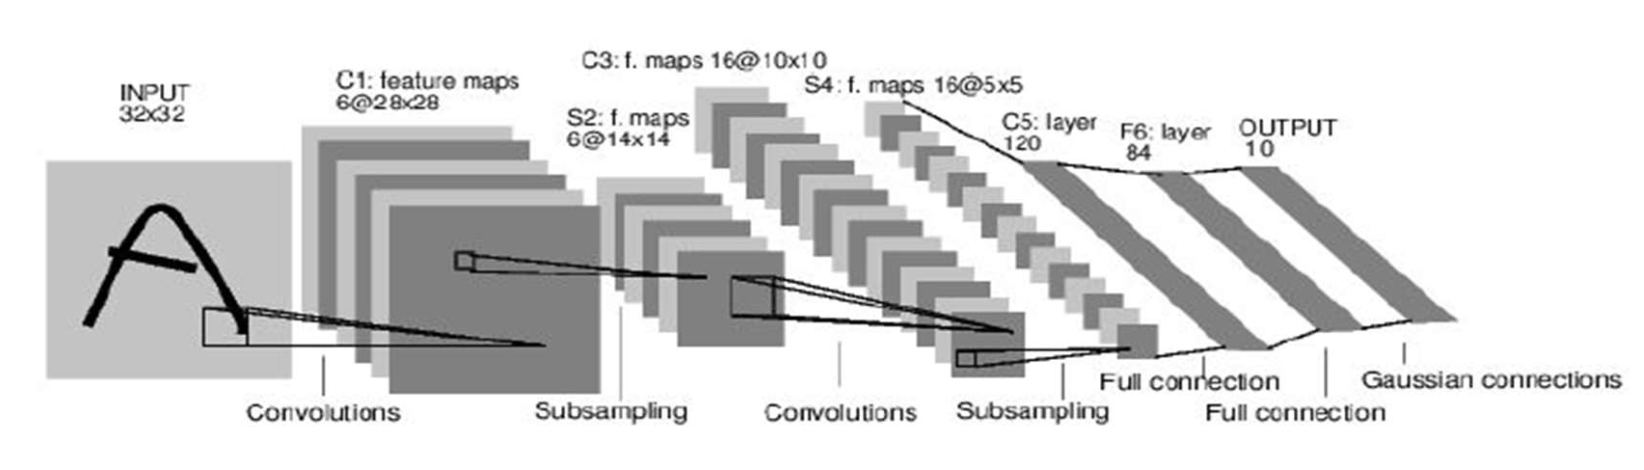 INPUT
32x32
C1: feature maps
6@28x28
C3: f. maps 16@10x10
S2: f. maps
6@14x14
S4: f. maps 16@5x5
C5: layer
120
F6: layer
84
OUTPUT
10
Convolutions
Subsampling
Convolutions
Subsampling
Full connection
Full connection
Gaussian connections